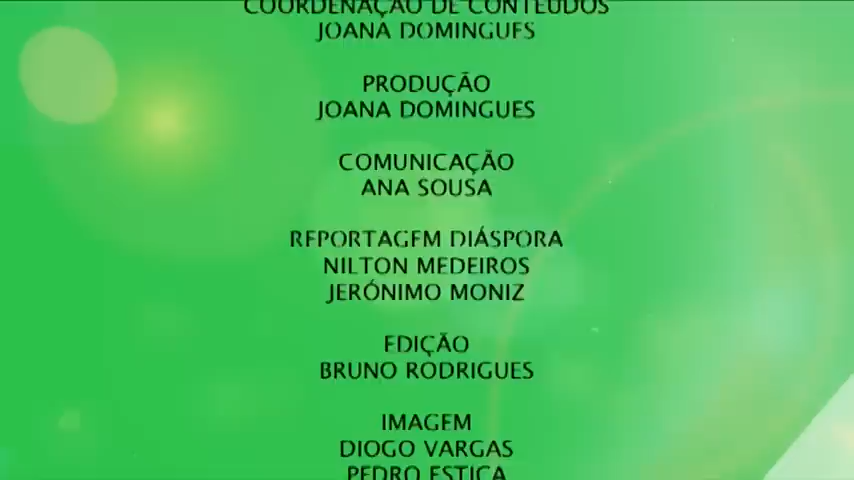 COORDENAÇÃO DE CONTEÚDOS
JOANA DOMINGUES
PRODUÇÃO
JOANA DOMINGUES
COMUNICAÇÃO
ANA SOUSA
REPORTAGEM DIÁSPORA
NILTON MEDEIROS
JERÓNIMO MONIZ
EDIÇÃO
BRUNO RODRIGUES
IMAGEM
DIOGO VARGAS
PEDRO ESTICA